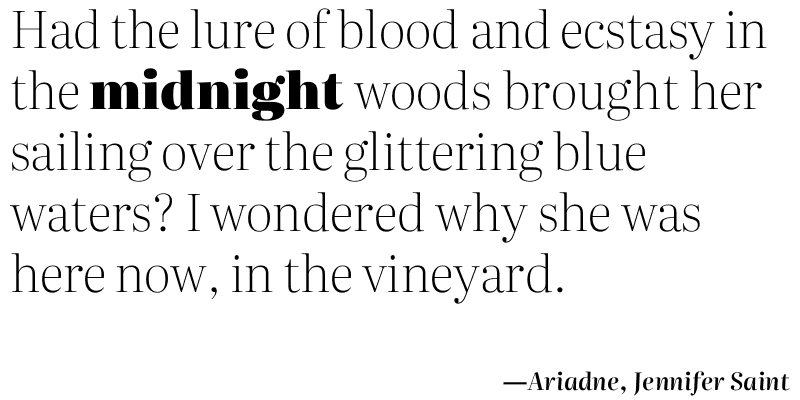 Had the lure of blood and ecstasy in
the midnight woods brought her
sailing over the glittering blue
waters? I wondered why she was
here now, in the vineyard.
—Ariadne, Jennifer Saint